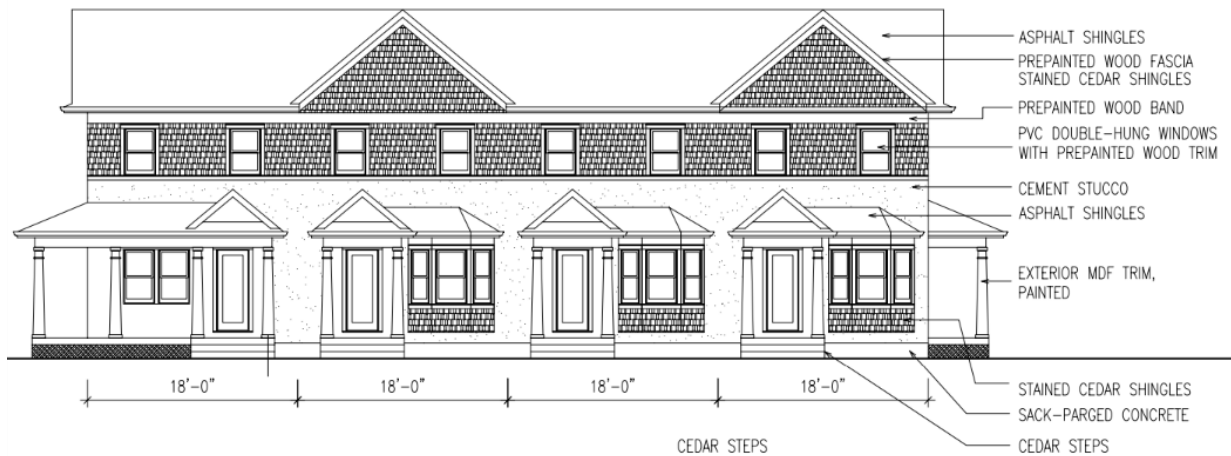 ASPHALT SHINGLES
PREPAINTED WOOD FASCIA
STAINED CEDAR SHINGLES
PREPAINTED WOOD BAND
PVC DOUBLE-HUNG WINDOWS
WITH PREPAINTED WOOD TRIM
CEMENT STUCCO
ASPHALT SHINGLES
EXTERIOR MDF TRIM,
PAINTED
18'-0" 18'-0" 18'-0" 18'-0"
STAINED CEDAR SHINGLES
SACK-PARGED CONCRETE
CEDAR STEPS CEDAR STEPS